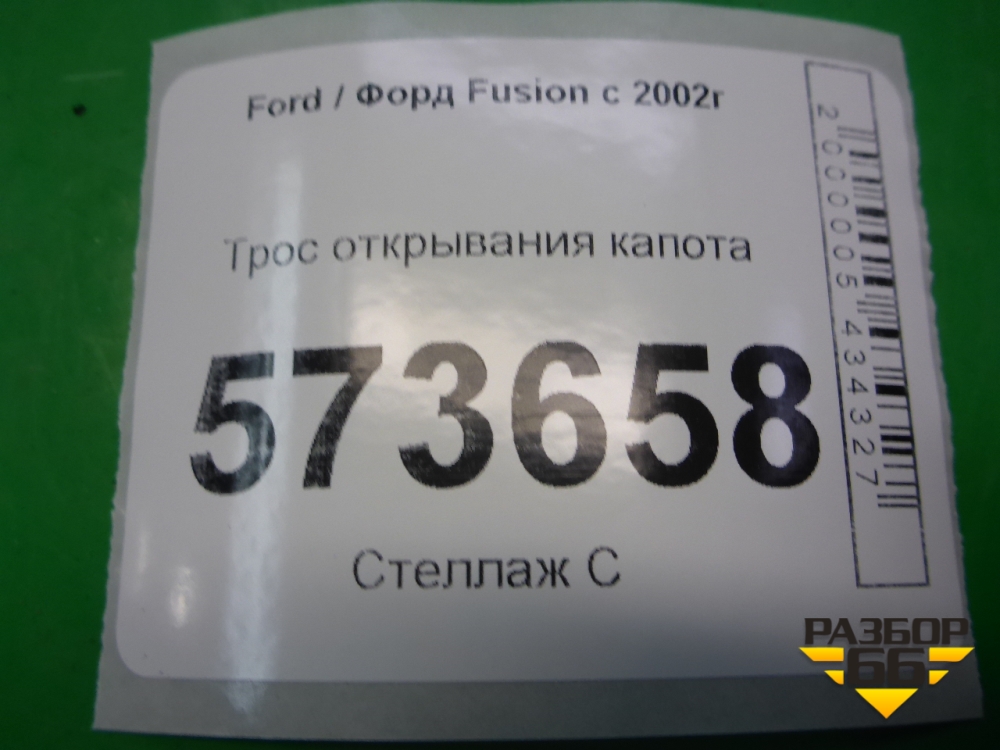 Ford / Форд Fusion с 2002г
Трос открывания капота
573658
Стеллаж С
2000005434327
РАЗБОР
66